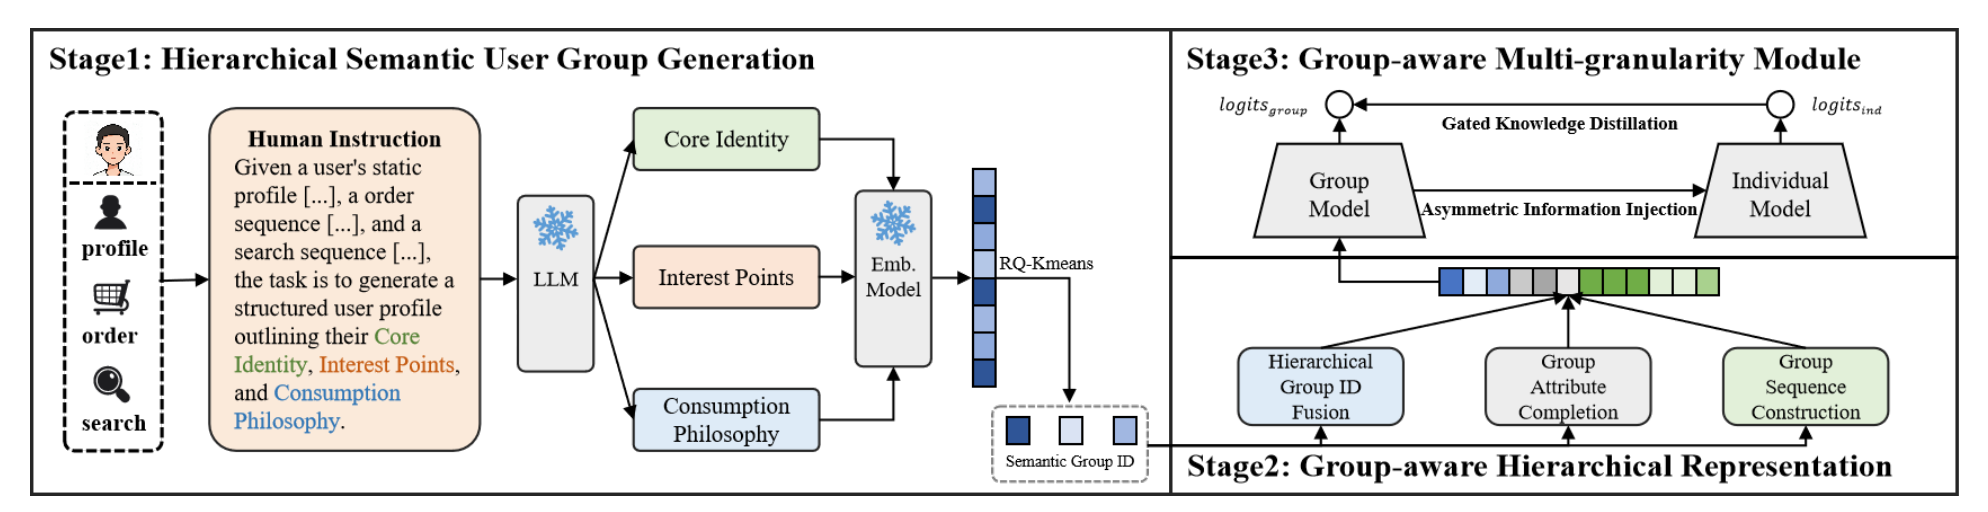 Stage1: Hierarchical Semantic User Group Generation
profile
order
search
Human Instruction
Given a user's static
profile [...], a order
sequence [...], and a
search sequence [...],
the task is to generate a
structured user profile
outlining their Core
Identity, Interest Points,
and Consumption
Philosophy.
LLM
Core Identity
Interest Points
Consumption
Philosophy
Emb.
Model
RQ-Kmeans
Semantic Group ID
Stage3: Group-aware Multi-granularity Module
logits_group
logits_ind
Gated Knowledge Distillation
Group
Model
Asymmetric Information Injection
Individual
Model
Hierarchical
Group ID
Fusion
Group
Attribute
Completion
Group
Sequence
Construction
Stage2: Group-aware Hierarchical Representation